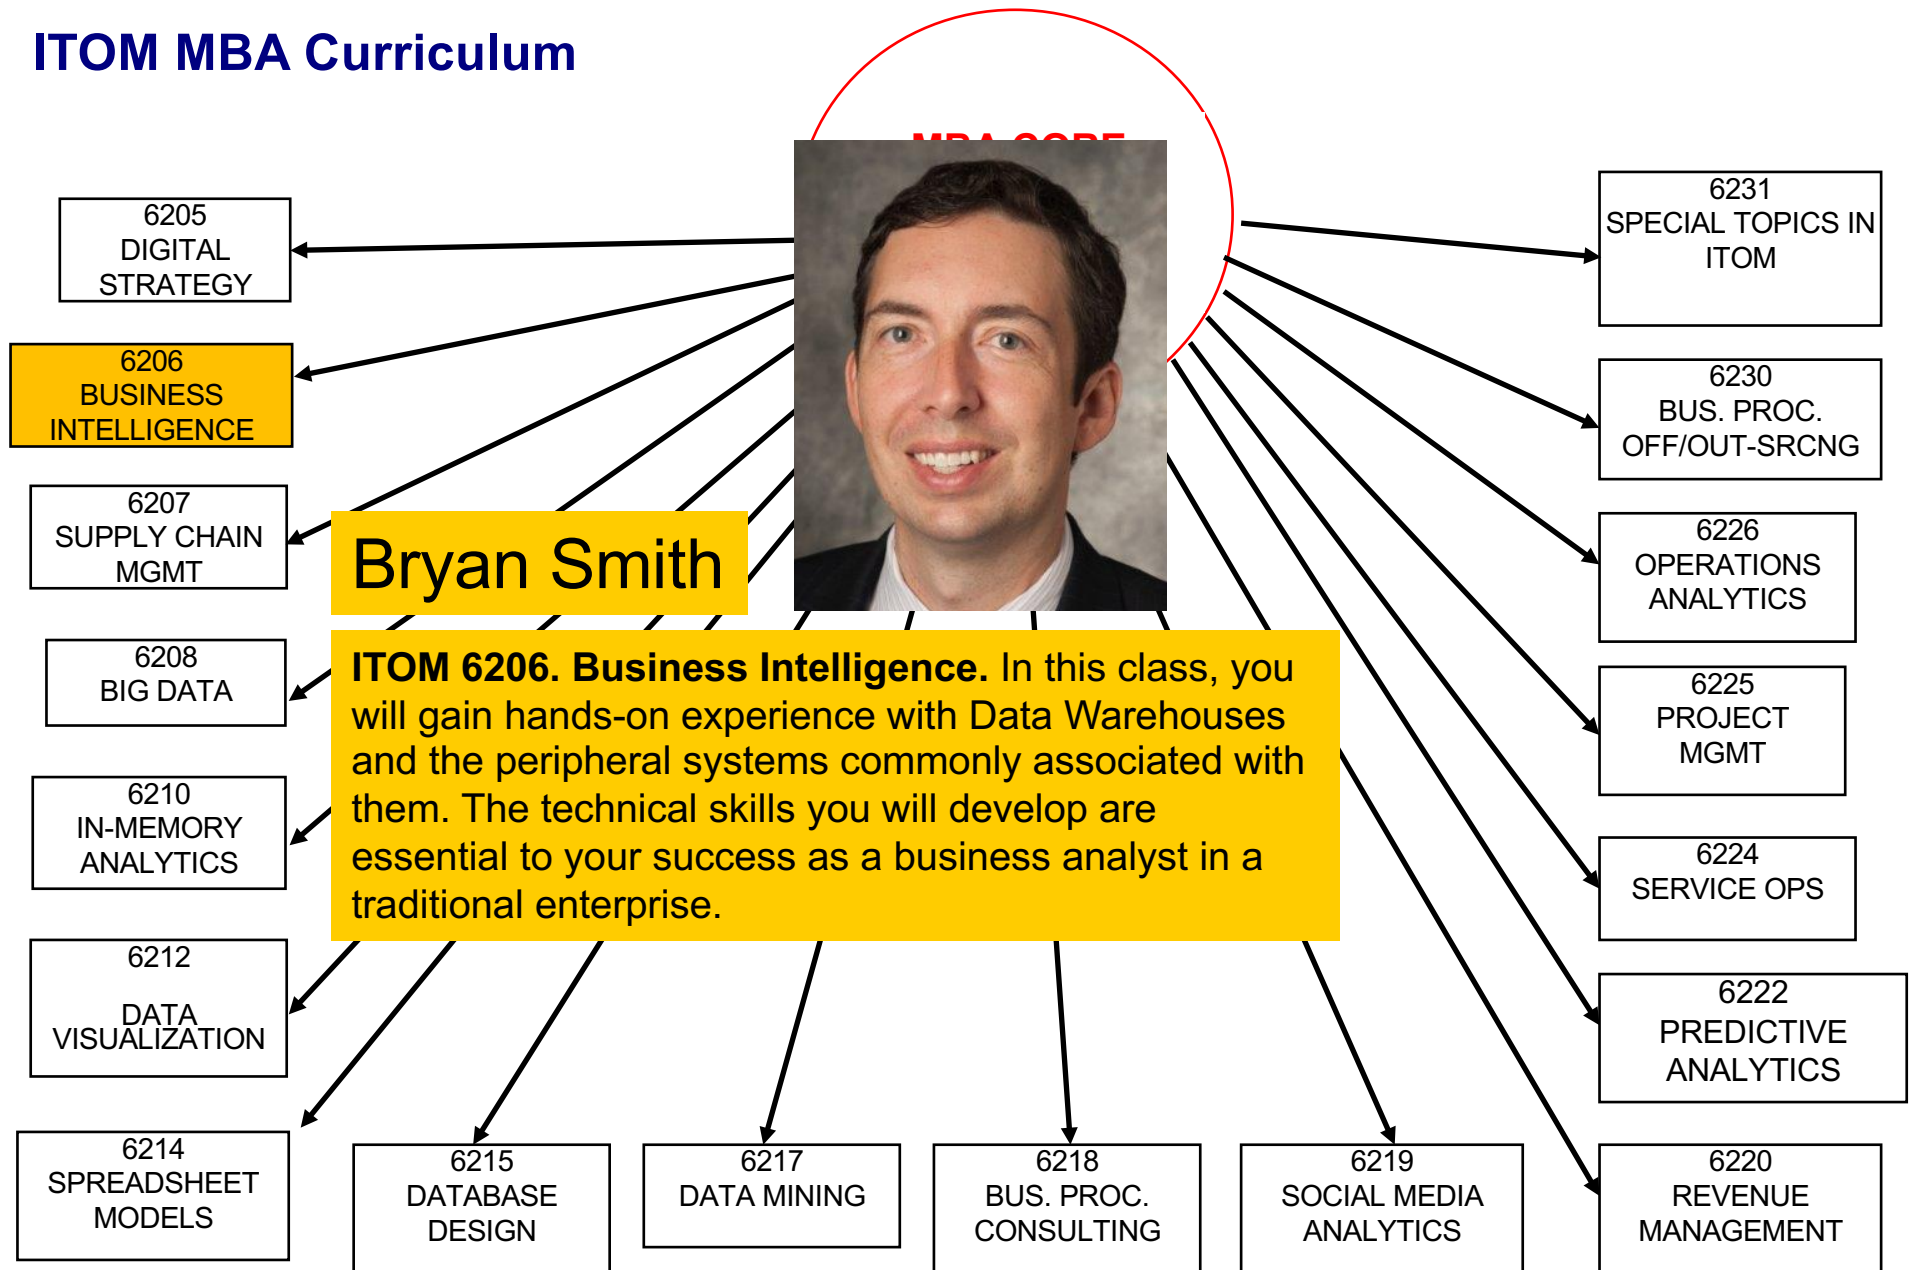 ITOM MBA Curriculum
MBA CORE
6205
DIGITAL
STRATEGY
6206
BUSINESS
INTELLIGENCE
6207
SUPPLY CHAIN
MGMT
6208
BIG DATA
6210
IN-MEMORY
ANALYTICS
6212
DATA
VISUALIZATION
6214
SPREADSHEET
MODELS
Bryan Smith
ITOM 6206. Business Intelligence. In this class, you
will gain hands-on experience with Data Warehouses
and the peripheral systems commonly associated with
them. The technical skills you will develop are
essential to your success as a business analyst in a
traditional enterprise.
6215
DATABASE
DESIGN
6217
DATA MINING
6218
BUS. PROC.
CONSULTING
6219
SOCIAL MEDIA
ANALYTICS
6231
SPECIAL TOPICS IN
ITOM
6230
BUS. PROC.
OFF/OUT-SRCNG
6226
OPERATIONS
ANALYTICS
6225
PROJECT
MGMT
6224
SERVICE OPS
6222
PREDICTIVE
ANALYTICS
6220
REVENUE
MANAGEMENT